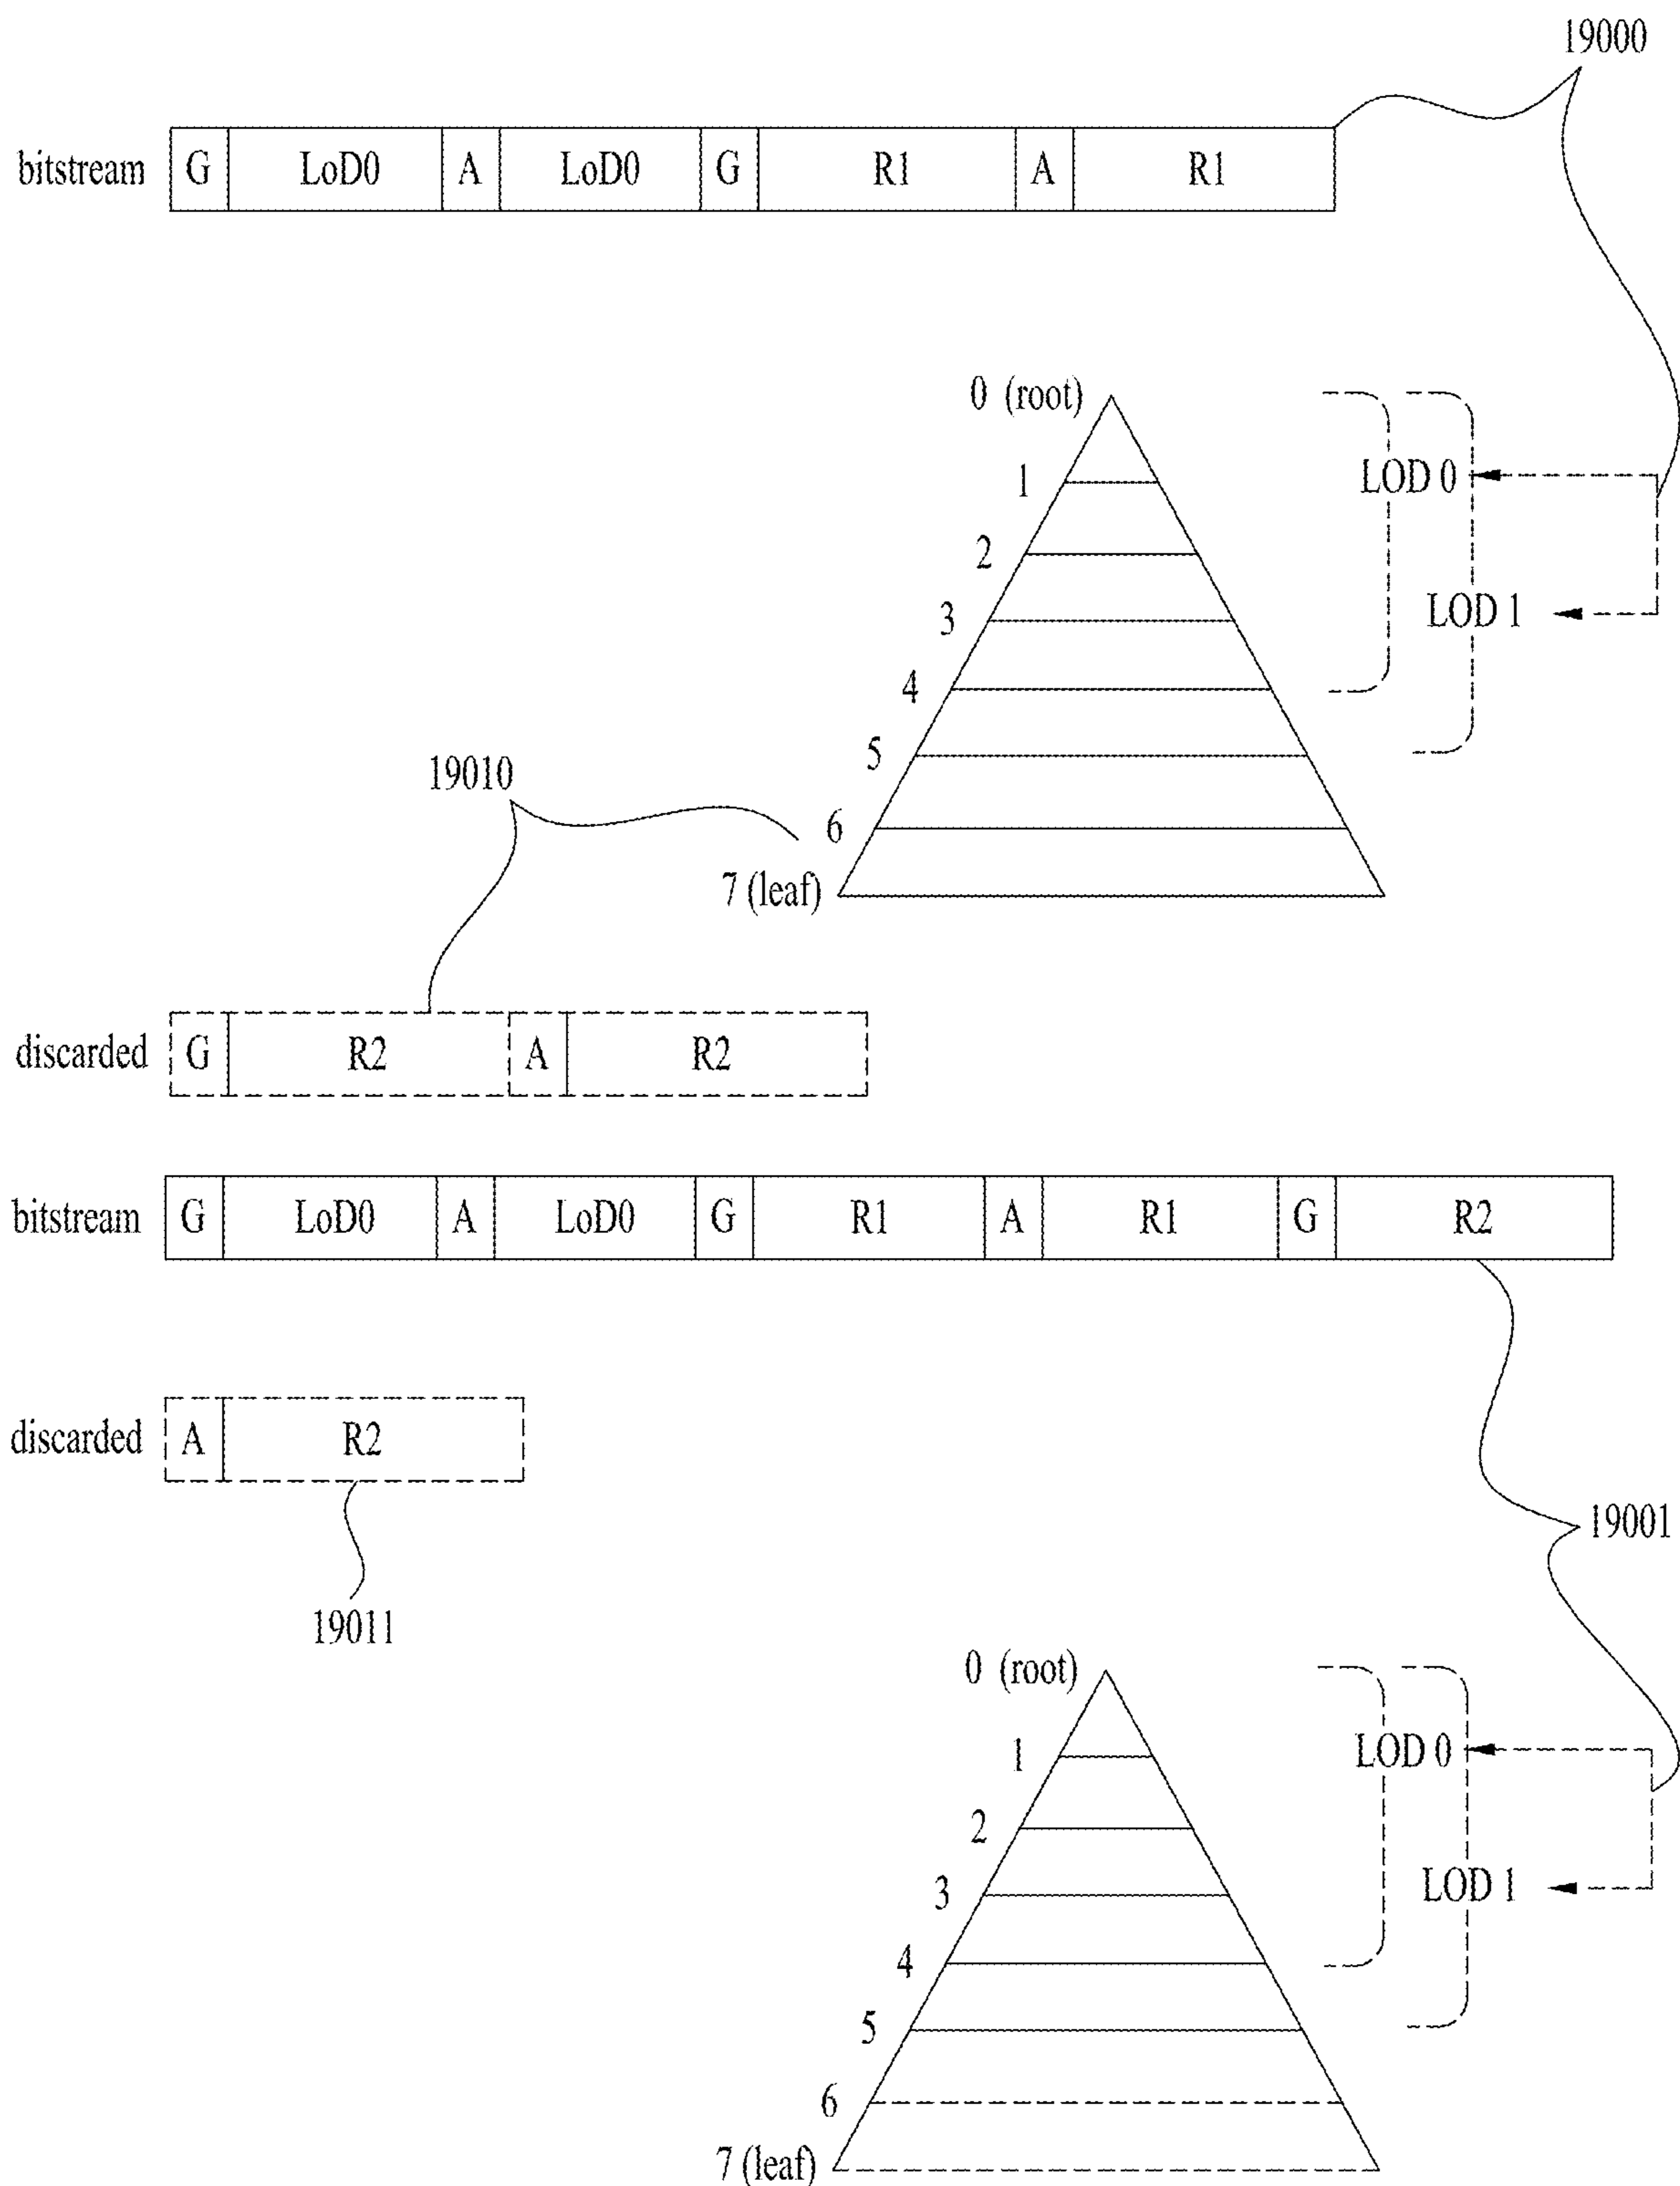 19000
bitstream G LoD0 A LoD0 G R1 A R1
0 (root)
1
LOD 0
2
3
LOD 1
4
5
19010
6
7 (leaf)
discarded G R2 A R2
bitstream G LoD0 A LoD0 G R1 A R1 G R2
discarded A R2
19001
19011
0 (root)
1
LOD 0
2
3
LOD 1
4
5
6
7 (leaf)